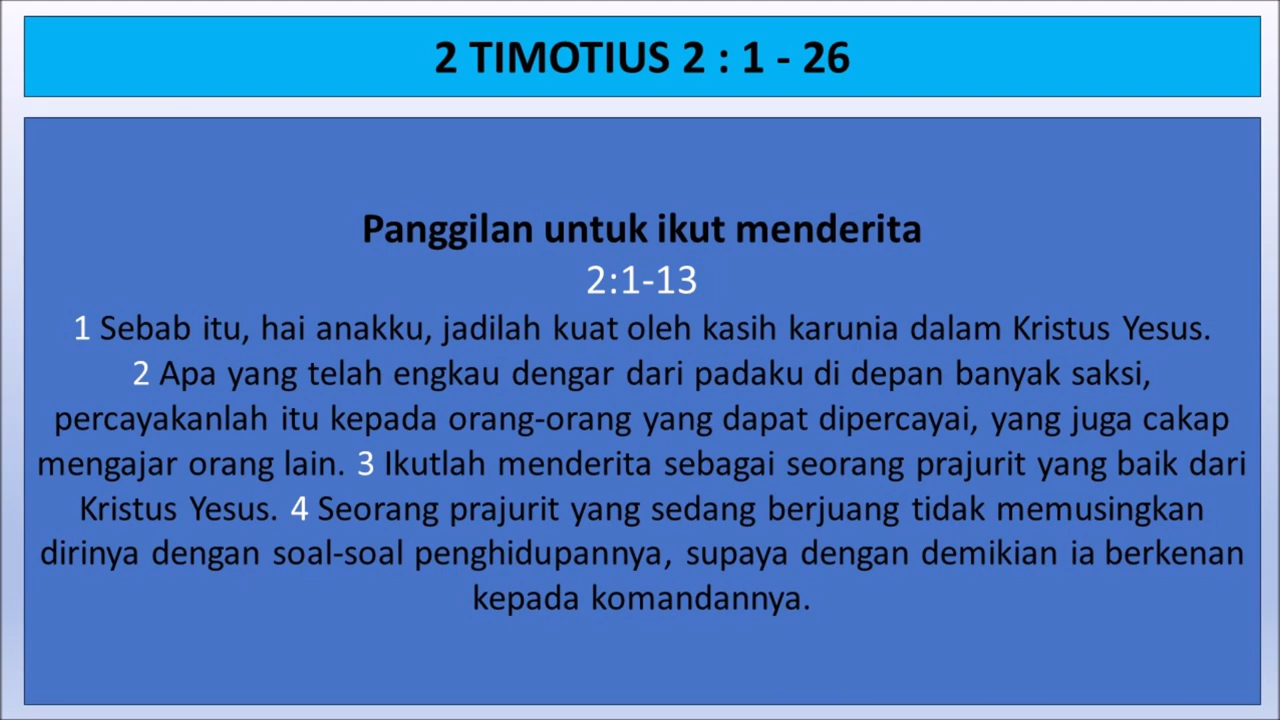 2 TIMOTIUS 2 : 1 - 26
Panggilan untuk ikut menderita
2:1-13
1 Sebab itu, hai anakku, jadilah kuat oleh kasih karunia dalam Kristus Yesus.
2 Apa yang telah engkau dengar dari padaku di depan banyak saksi,
percayakanlah itu kepada orang-orang yang dapat dipercayai, yang juga cakap
mengajar orang lain. 3 Ikutlah menderita sebagai seorang prajurit yang baik dari
Kristus Yesus. 4 Seorang prajurit yang sedang berjuang tidak memusingkan
dirinya dengan soal-soal penghidupannya, supaya dengan demikian ia berkenan
kepada komandannya.